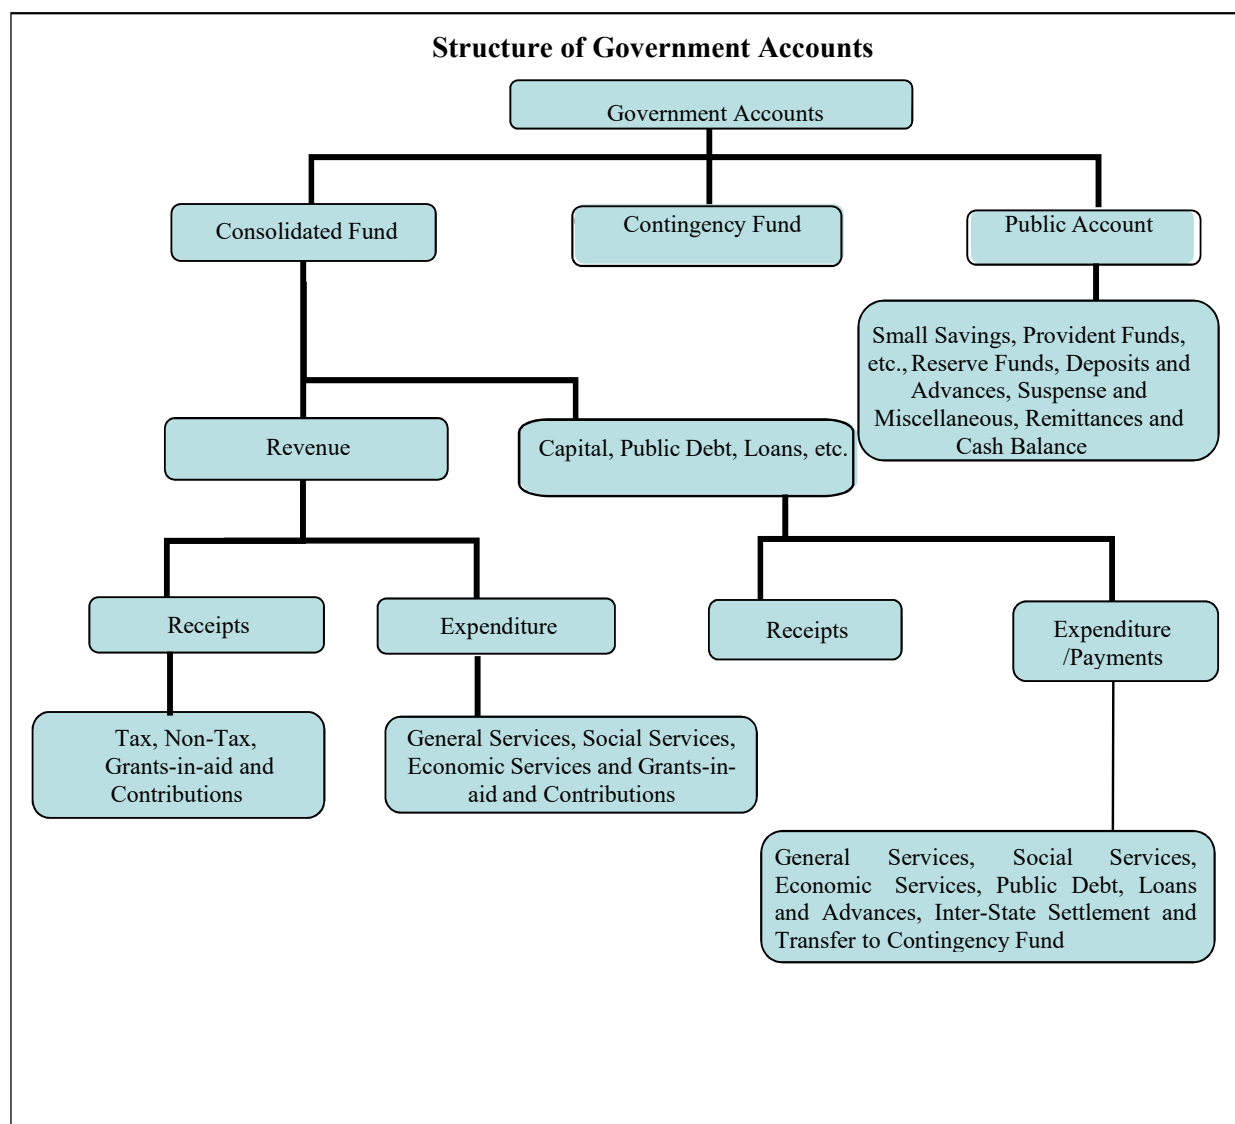 Structure of Government Accounts
Government Accounts
Consolidated Fund
Contingency Fund
Public Account
Small Savings, Provident Funds,
etc., Reserve Funds, Deposits and
Advances, Suspense and
Miscellaneous, Remittances and
Cash Balance
Revenue
Capital, Public Debt, Loans, etc.
Receipts
Expenditure
Receipts
Expenditure
/Payments
Tax, Non-Tax,
Grants-in-aid and
Contributions
General Services, Social Services,
Economic Services and Grants-in-
aid and Contributions
General Services, Social Services,
Economic Services, Public Debt, Loans
and Advances, Inter-State Settlement and
Transfer to Contingency Fund